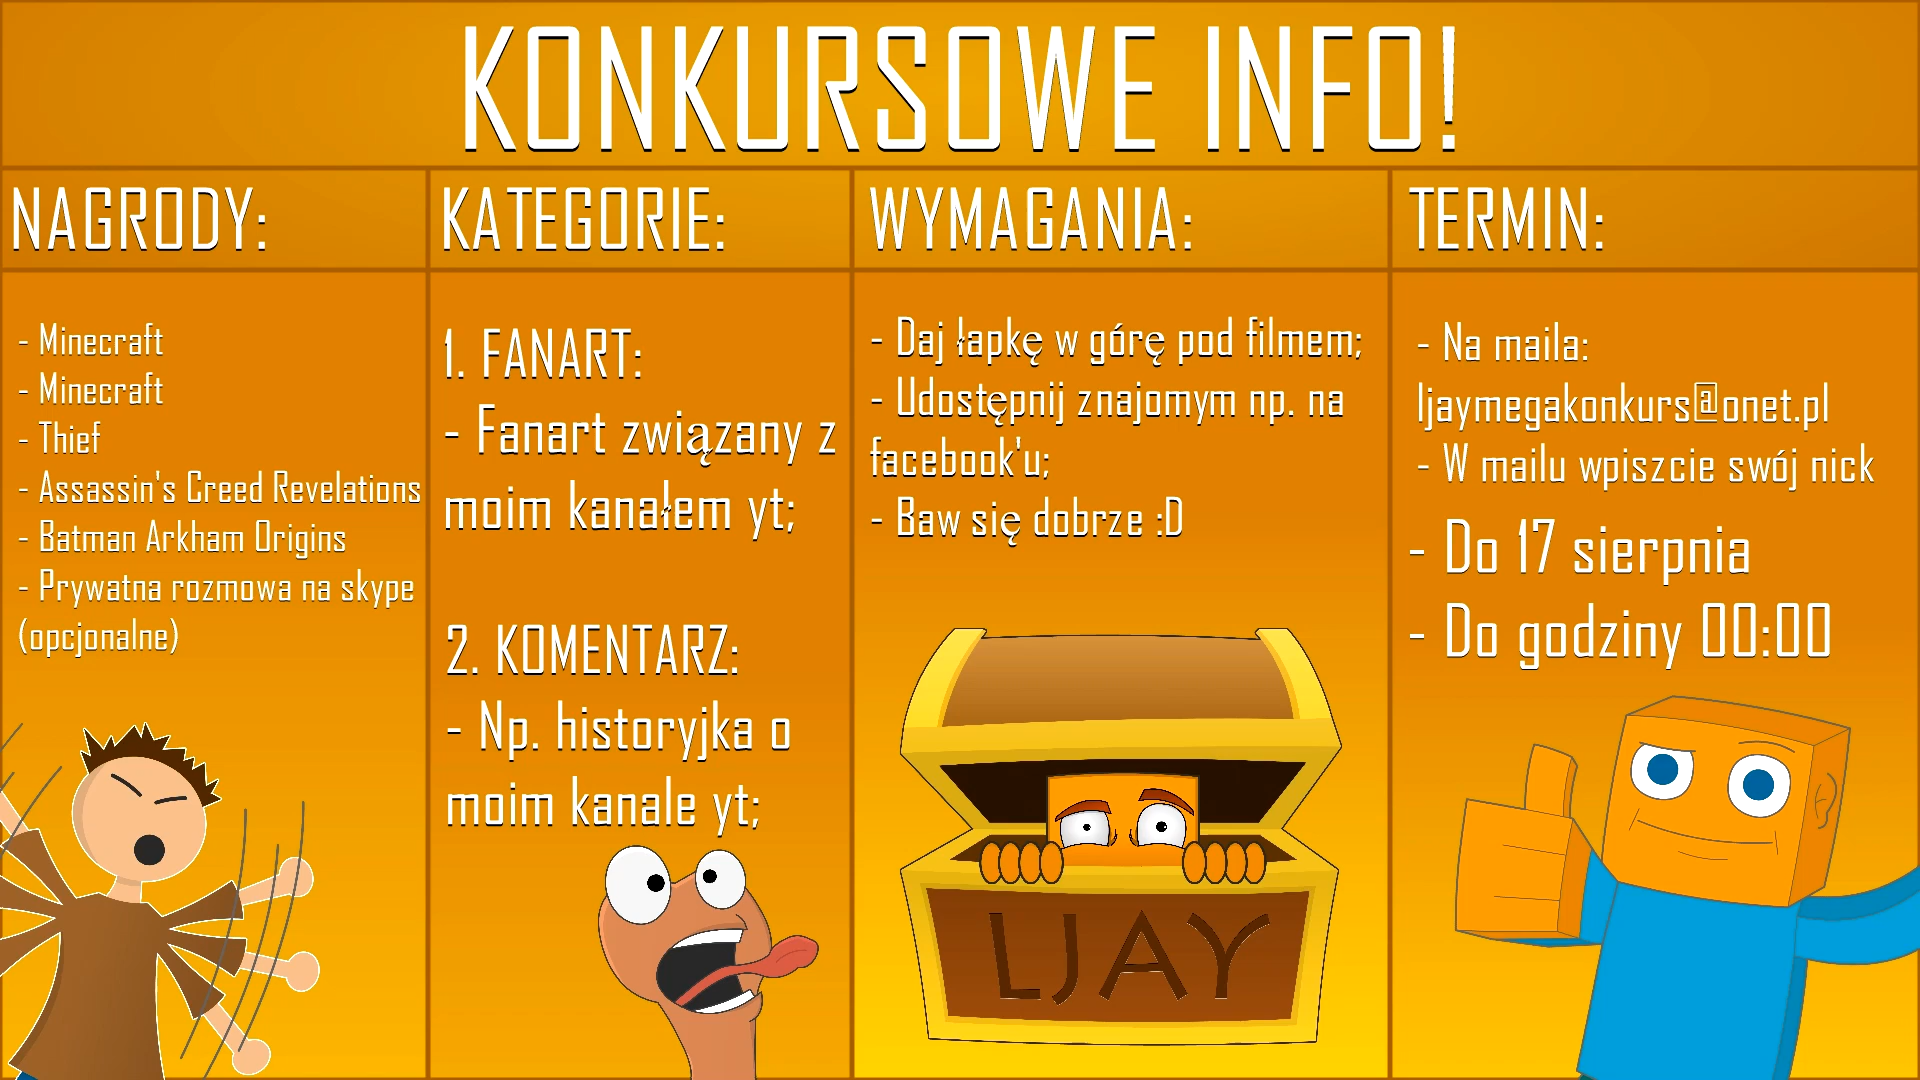 KONKURSOWE INFO!
NAGRODY:
- Minecraft
- Minecraft
- Thief
- Assassin's Creed Revelations
- Batman Arkham Origins
- Prywatna rozmowa na skype
(opcjonalne)
KATEGORIE:
1. FANART:
- Fanart związany z
moim kanałem yt;
2. KOMENTARZ:
- Np. historyjka o
moim kanale yt;
WYMAGANIA:
- Daj łapkę w górę pod filmem;
- Udostępnij znajomym np. na
facebook'u;
- Baw się dobrze :D
LJAY
TERMIN:
- Na maila:
ljaymegakonkurs@onet.pl
- W mailu wpiszcie swój nick
- Do 17 sierpnia
- Do godziny 00:00